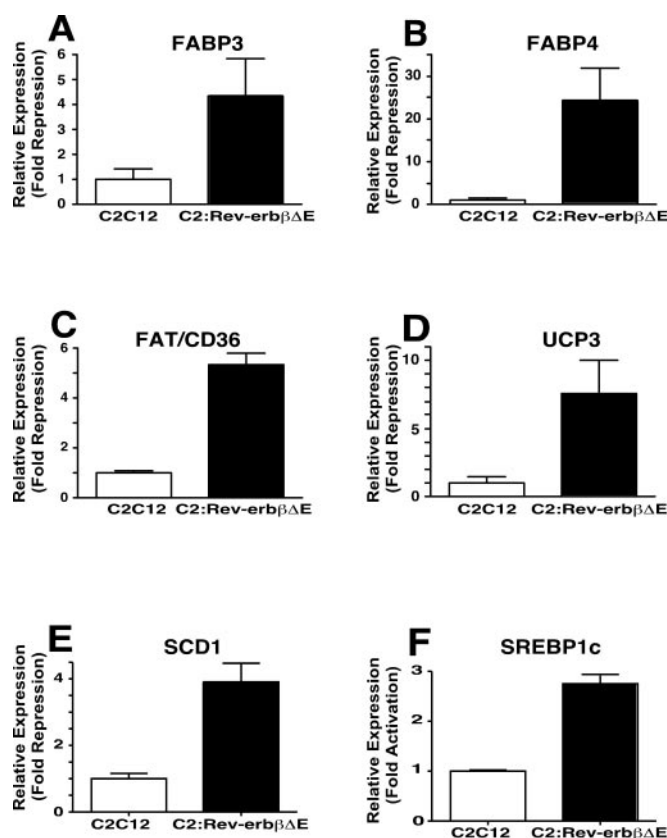 A
FABP3
Relative Expression
(Fold Repression)
6
5
4
3
2
1
0
C2C12
C2:Rev-erbβΔE
B
FABP4
Relative Expression
(Fold Repression)
30
20
10
0
C2C12
C2:Rev-erbβΔE
C
FAT/CD36
Relative Expression
(Fold Repression)
6
4
2
0
C2C12
C2:Rev-erbβΔE
D
UCP3
Relative Expression
(Fold Repression)
10
5
0
C2C12
C2:Rev-erbβΔE
E
SCD1
Relative Expression
(Fold Repression)
4
2
0
C2C12
C2:Rev-erbβΔE
F
SREBP1c
Relative Expression
(Fold Activation)
3
2
1
0
C2C12
C2:Rev-erbβΔE